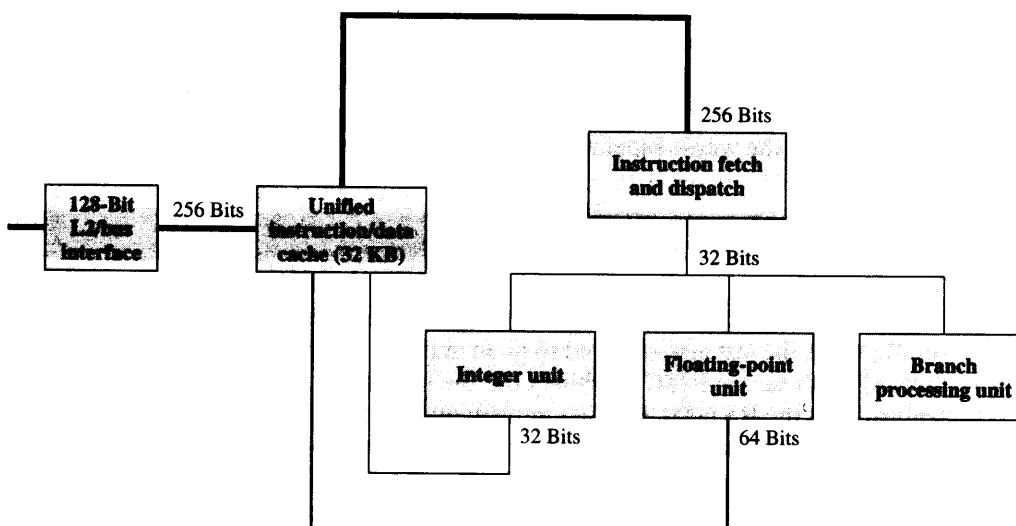 256 Bits
Instruction fetch
and dispatch
128-Bit
L2/bus
interface
256 Bits
Unified
instruction/data
cache (32 KB)
32 Bits
Integer unit
Floating-point
unit
Branch
processing unit
32 Bits
64 Bits